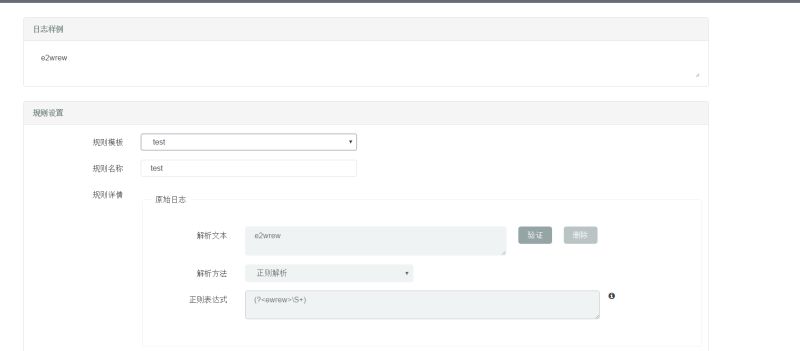 日志样例
e2wrew
规则设置
规则模板 test
规则名称 test
规则详情 原始日志
解析文本 e2wrew 验证 删除
解析方法 正则解析
正则表达式 (?<ewrew>\S+)